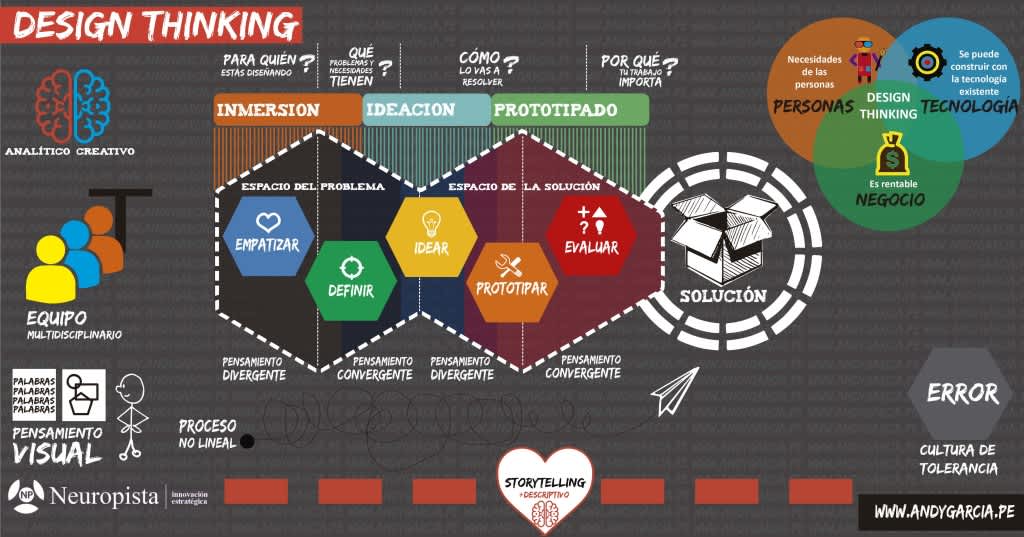 DESIGN THINKING
PARA QUIÉN?
ESTÁS DISEÑANDO
QUÉ?
PROBLEMAS Y
NECESIDADES
TIENEN
CÓMO?
LO VAS A
RESOLVER
POR QUÉ?
TU TRABAJO
IMPORTA
INMERSION
IDEACION
PROTOTIPADO
Necesidades
de las
personas
PERSONAS
Se puede
construir con
la tecnología
existente
TECNOLOGÍA
DESIGN
THINKING
$
Es rentable
NEGOCIO
ANALÍTICO CREATIVO
ESPACIO DEL PROBLEMA
ESPACIO DE LA SOLUCIÓN
EMPATIZAR
DEFINIR
IDEAR
PROTOTIPAR
+
?
EVALUAR
SOLUCIÓN
EQUIPO
MULTIDISCIPLINARIO
PENSAMIENTO
DIVERGENTE
PENSAMIENTO
CONVERGENTE
PENSAMIENTO
DIVERGENTE
PENSAMIENTO
CONVERGENTE
PALABRAS
PALABRAS
PALABRAS
PALABRAS
PENSAMIENTO
VISUAL
PROCESO
NO LINEAL
ERROR
CULTURA DE
TOLERANCIA
NP
Neuropista
innovación
estratégica
STORYTELLING
+DESCRIPTIVO
WWW.ANDYGARCIA.PE